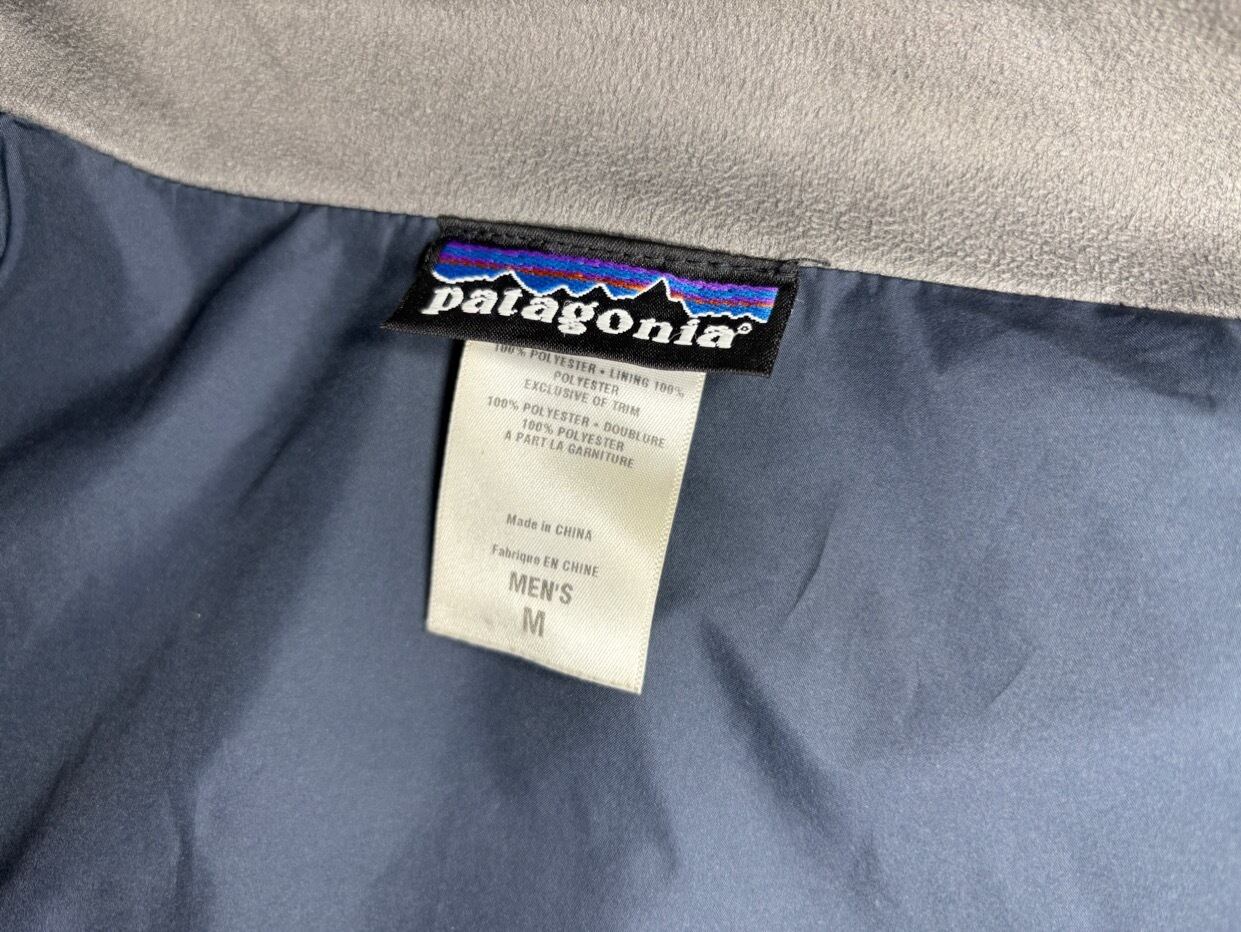 patagonia®
100% POLYESTER • LINING 100%
POLYESTER
EXCLUSIVE OF TRIM
100% POLYESTER • DOUBLURE
100% POLYESTER
A PART LA GARNITURE
Made in CHINA
Fabriqué EN CHINE
MEN'S
M